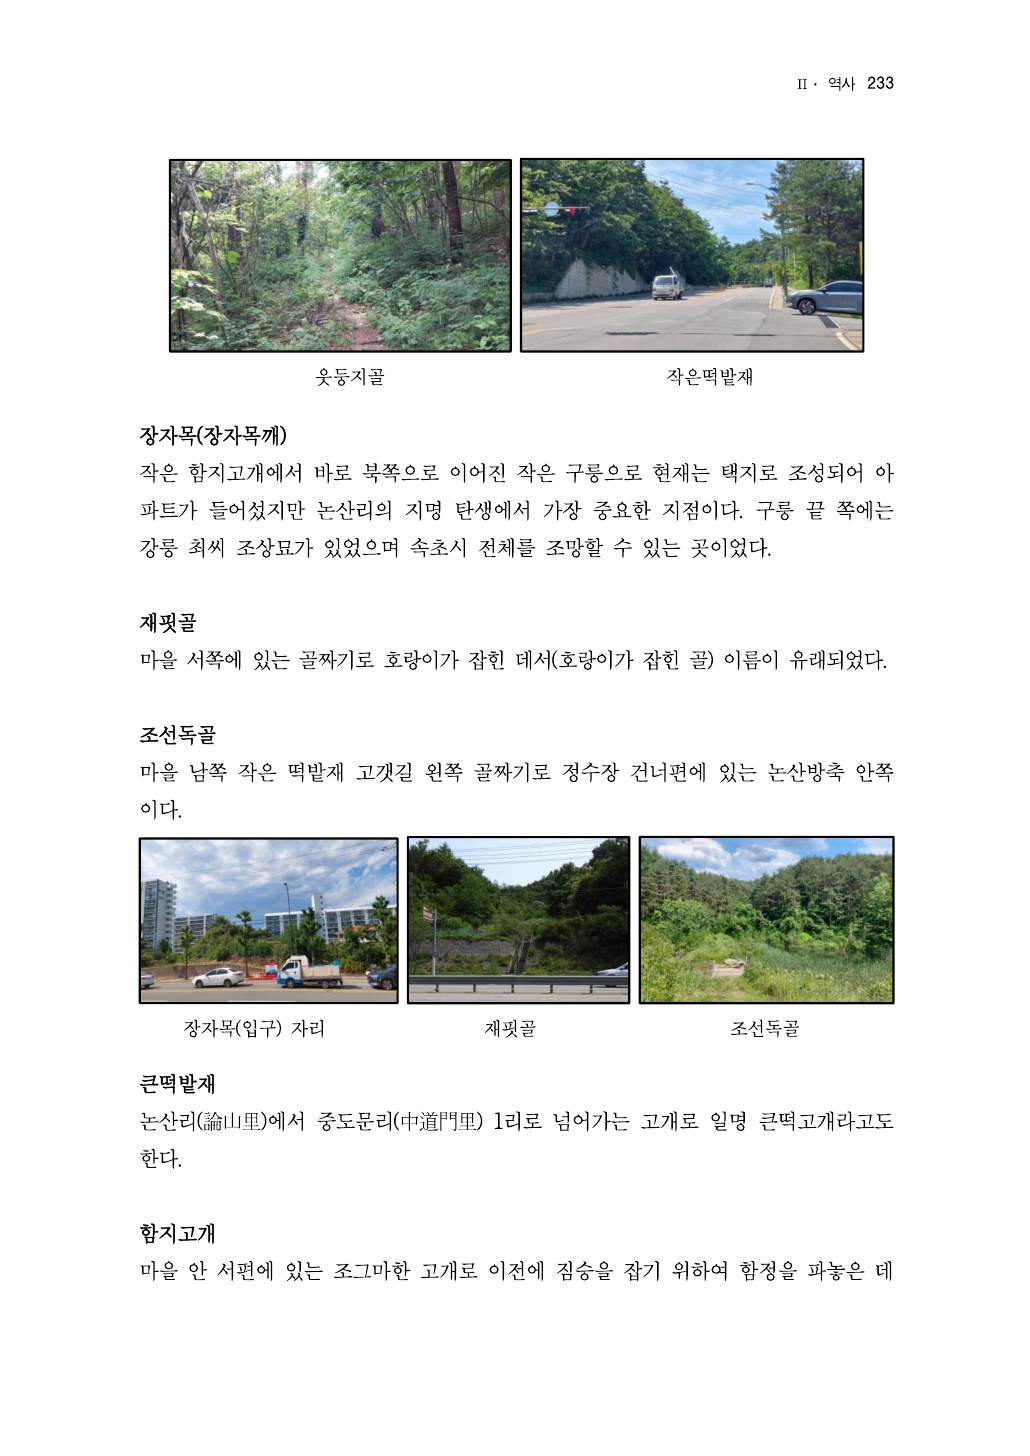 II · 역사 233
웃둥지골
작은떡밭재
장자목(장자목깨)
작은 함지고개에서 바로 북쪽으로 이어진 작은 구릉으로 현재는 택지로 조성되어 아
파트가 들어섰지만 논산리의 지명 탄생에서 가장 중요한 지점이다. 구릉 끝 쪽에는
강릉 최씨 조상묘가 있었으며 속초시 전체를 조망할 수 있는 곳이었다.
재핏골
마을 서쪽에 있는 골짜기로 호랑이가 잡힌 데서(호랑이가 잡힌 골) 이름이 유래되었다.
조선독골
마을 남쪽 작은 떡밭재 고갯길 왼쪽 골짜기로 정수장 건너편에 있는 논산방축 안쪽
이다.
장자목(입구) 자리
재핏골
조선독골
큰떡밭재
논산리(論山里)에서 중도문리(中道門里) 1리로 넘어가는 고개로 일명 큰떡고개라고도
한다.
함지고개
마을 안 서편에 있는 조그마한 고개로 이전에 짐승을 잡기 위하여 함정을 파놓은 데